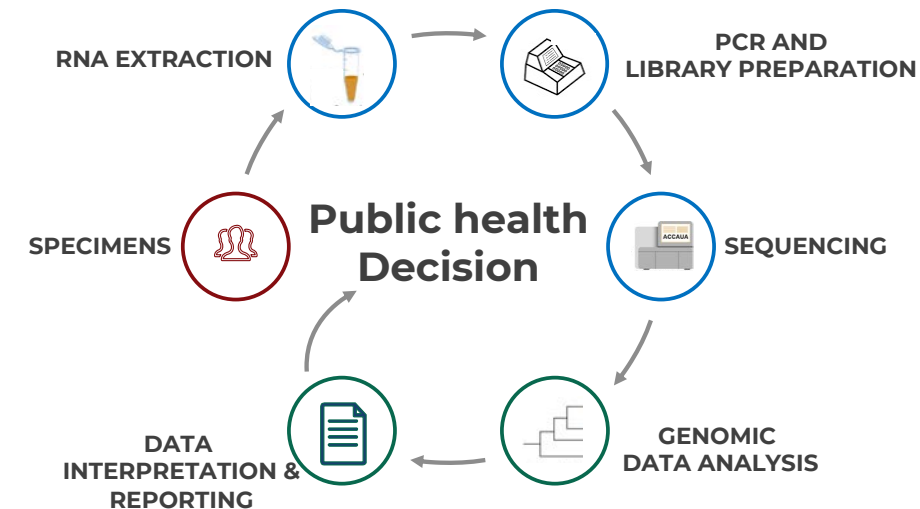 RNA EXTRACTION
PCR AND
LIBRARY PREPARATION
SPECIMENS
Public health
Decision
ACCAUA
SEQUENCING
DATA
INTERPRETATION &
REPORTING
GENOMIC
DATA ANALYSIS